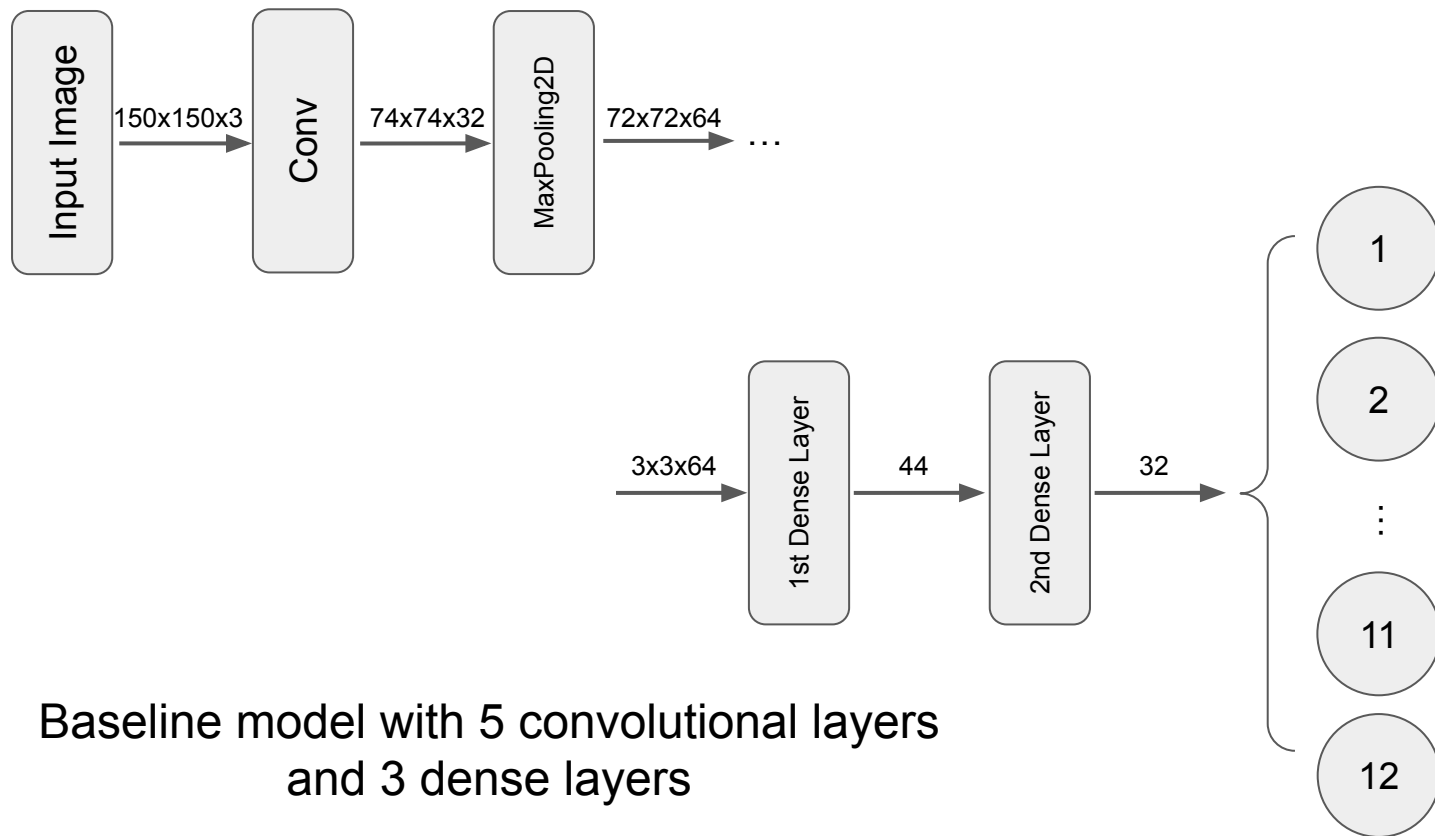 Input Image
150x150x3
Conv
74x74x32
MaxPooling2D
72x72x64
...
1
2
3x3x64
1st Dense Layer
44
2nd Dense Layer
32
...
11
12
Baseline model with 5 convolutional layers
and 3 dense layers